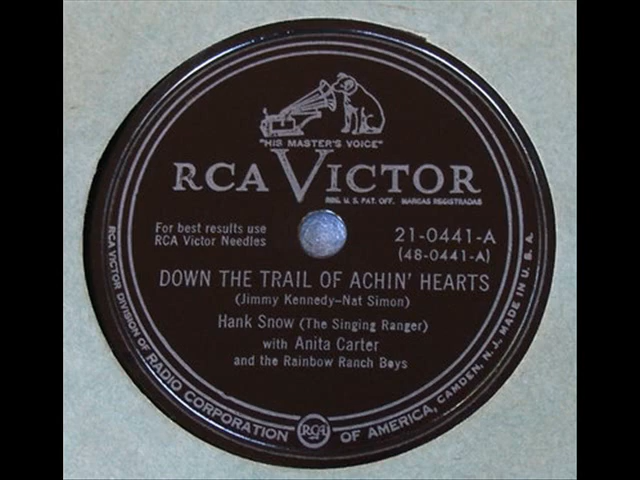 "HIS MASTER'S VOICE"
RCA VICTOR
REG. U. S. PAT. OFF. MARCAS REGISTRADAS
For best results use
RCA Victor Needles
21-0441-A
(48-0441-A)
DOWN THE TRAIL OF ACHIN' HEARTS
(Jimmy Kennedy-Nat Simon)
Hank Snow (The Singing Ranger)
with Anita Carter
and the Rainbow Ranch Boys
RCA VICTOR DIVISION OF RADIO CORPORATION RCA OF AMERICA, CAMDEN, N. J., MADE IN U. S. A.